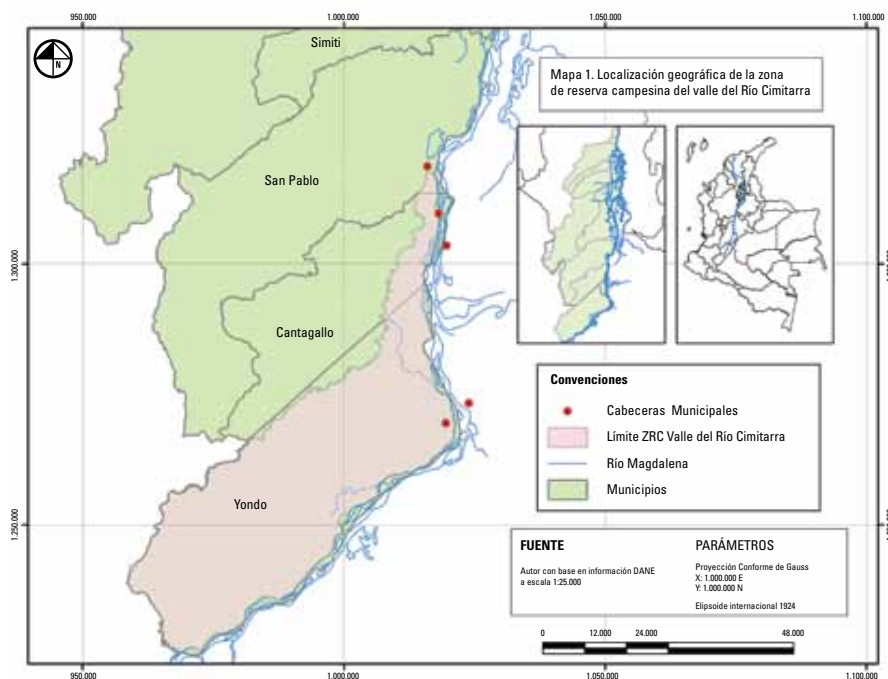 950.000 1.000.000 1.050.000 1.100.000
N
Simiti
Mapa 1. Localización geográfica de la zona
de reserva campesina del valle del Río Cimitarra
San Pablo
1.300.000
Cantagallo
Convenciones
Cabeceras Municipales
Límite ZRC Valle del Río Cimitarra
Río Magdalena
Municipios
Yondo
1.250.000
FUENTE
Autor con base en información DANE
a escala 1:25.000
PARÁMETROS
Proyección Conforme de Gauss
X: 1.000.000 E
Y: 1.000.000 N
Elipsoide internacional 1924
0 12.000 24.000 48.000
950.000 1.000.000 1.050.000 1.100.000